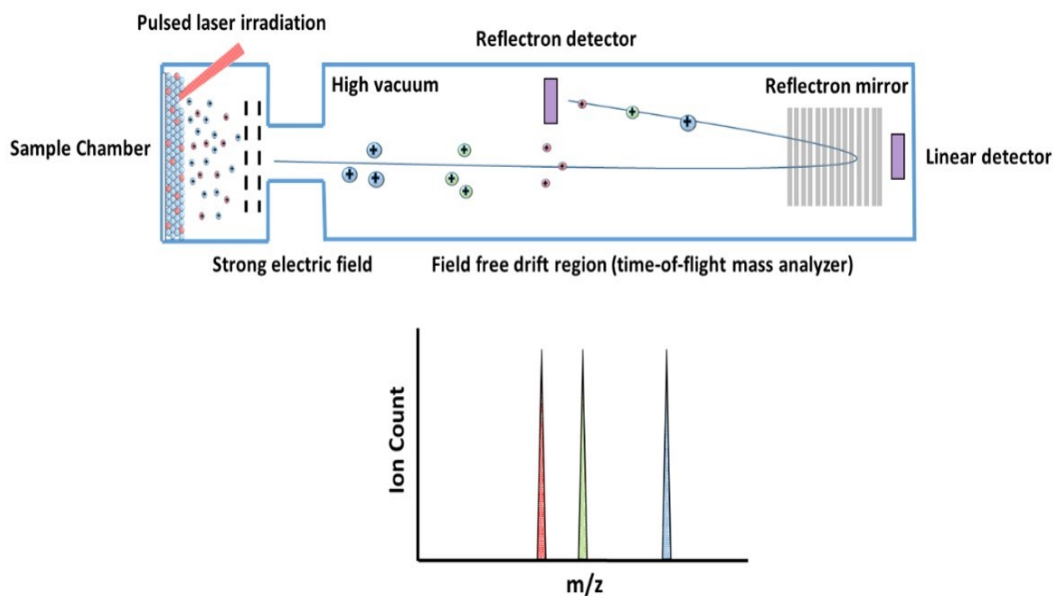 Pulsed laser irradiation
Reflectron detector
High vacuum
Reflectron mirror
Sample Chamber
Linear detector
Strong electric field
Field free drift region (time-of-flight mass analyzer)
Ion Count
m/z